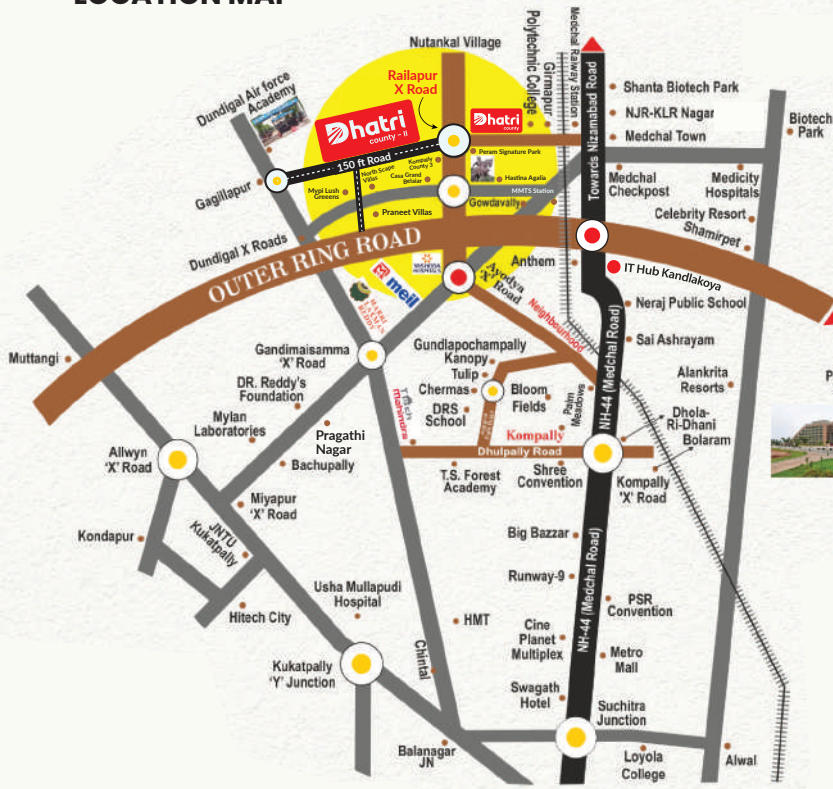 LOCATION MAP
Nutankal Village
Railapur
X Road
Polytechnic College
Girmapur
Medchal Raiway Station
Towards Nizamabad Road
Shanta Biotech Park
NJR-KLR Nagar
Medchal Town
Biotech
Park
Dundigal Air force
Academy
Dhatri
county – II
Dhatri
county
150 ft Road
Peram Signature Park
Kompaly
County 3
North Scape
Villas
Casa Grand
Belaiar
Hastina Agalia
Mypi Lush
Greeens
MMTS Station
Gowdavally
Praneet Villas
Gagillapur
Medchal
Checkpost
Medicity
Hospitals
Celebrity Resort
Shamirpet
Dundigal X Roads
OUTER RING ROAD
YASHODA
HOSPITALS
meil
Ayodya
'X' Road
Anthem
IT Hub Kandlakoya
Neighbourhood
Neraj Public School
Sai Ashrayam
NH-44 (Medchal Road)
Muttangi
Gandimaisamma
'X' Road
Gundlapochampally
Kanopy
Tulip
Chermas
DRS
School
Bloom
Fields
Palm
Meadows
Alankrita
Resorts
DR. Reddy's
Foundation
Tech
Mahindra
Mylan
Laboratories
Pragathi
Nagar
Bachupally
Kompally
Dhulpally Road
Dhola-
Ri-Dhani
Bolaram
Allwyn
'X' Road
T.S. Forest
Academy
Shree
Convention
Kompally
'X' Road
Miyapur
'X' Road
JNTU
Kukatpally
Kondapur
Big Bazzar
Runway-9
NH-44 (Medchal Road)
Hitech City
Usha Mullapudi
Hospital
HMT
PSR
Convention
Cine
Planet
Multiplex
Metro
Mall
Kukatpally
'Y' Junction
Chintal
Swagath
Hotel
Suchitra
Junction
Balanagar
JN
Loyola
College
Alwal